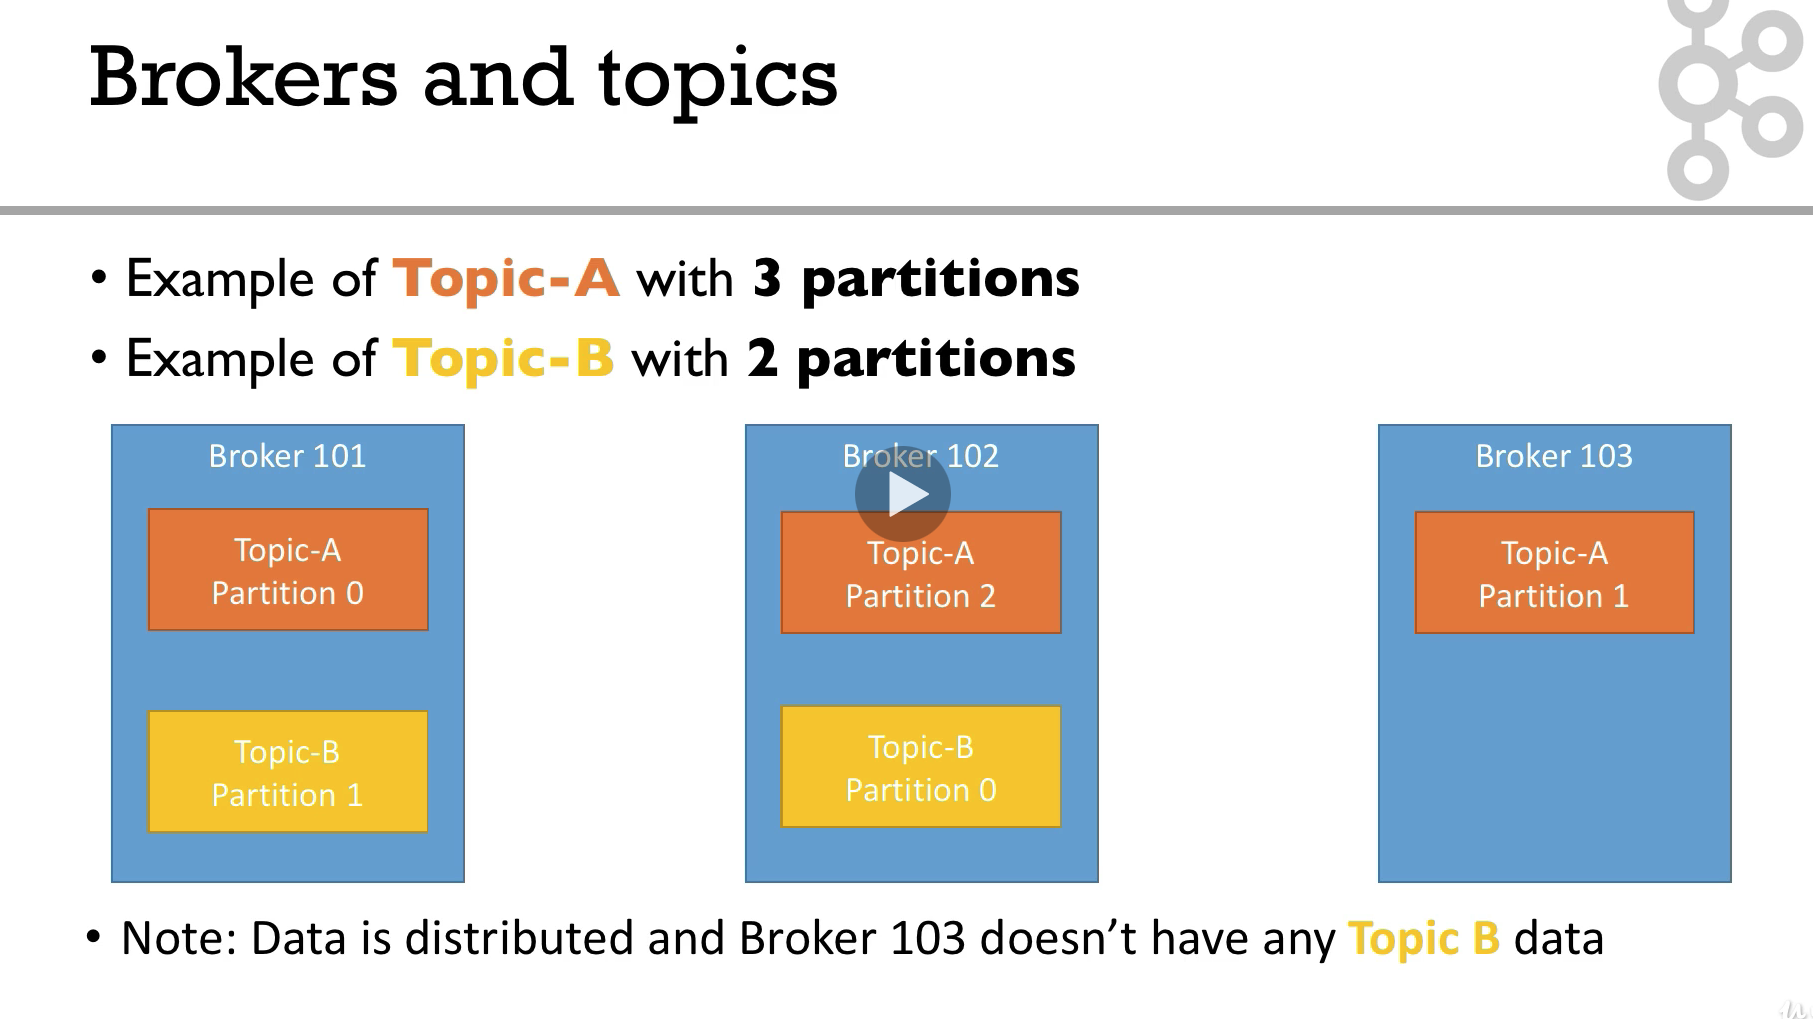 Brokers and topics
• Example of Topic-A with 3 partitions
• Example of Topic-B with 2 partitions
Broker 101
Topic-A
Partition 0
Topic-B
Partition 1
Broker 102
Topic-A
Partition 2
Topic-B
Partition 0
Broker 103
Topic-A
Partition 1
• Note: Data is distributed and Broker 103 doesn’t have any Topic B data